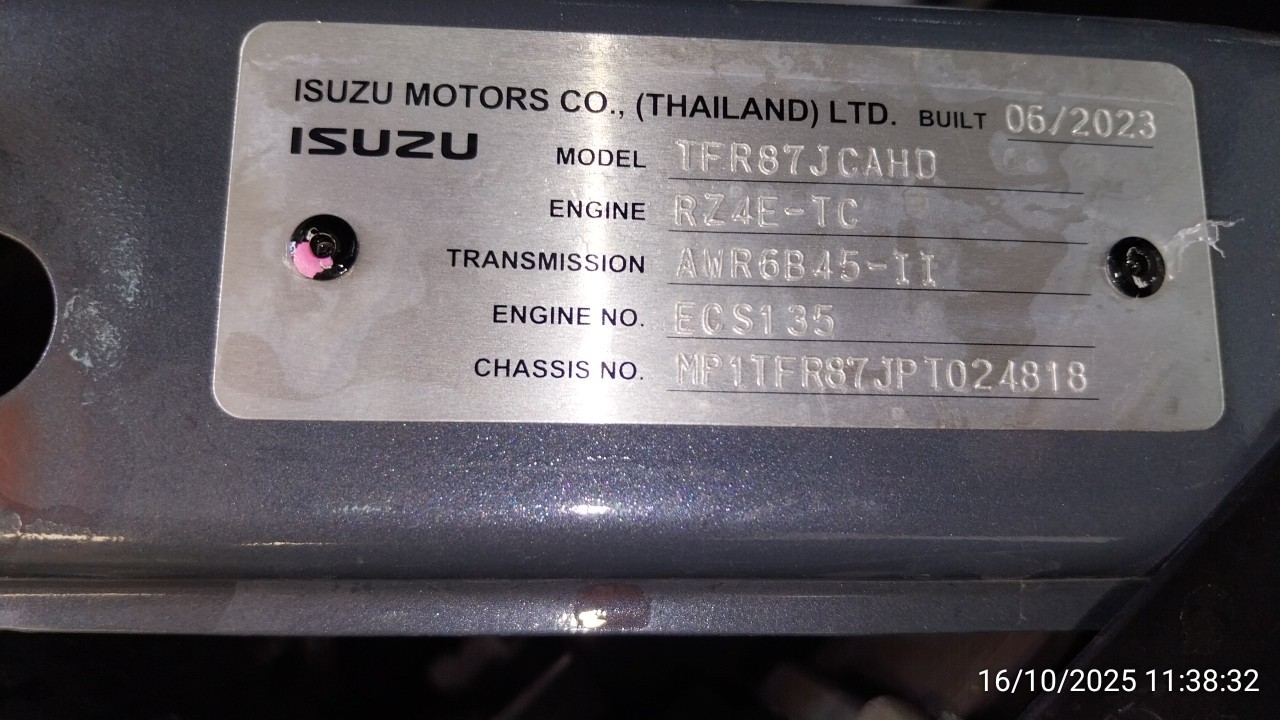 ISUZU MOTORS CO., (THAILAND) LTD. BUILT 06/2023
ISUZU
MODEL TFR87JCAHD
ENGINE RZ4E-TC
TRANSMISSION AWR6B45-II
ENGINE NO. ECS135
CHASSIS NO. MP1TFR87JPT024818
16/10/2025 11:38:32